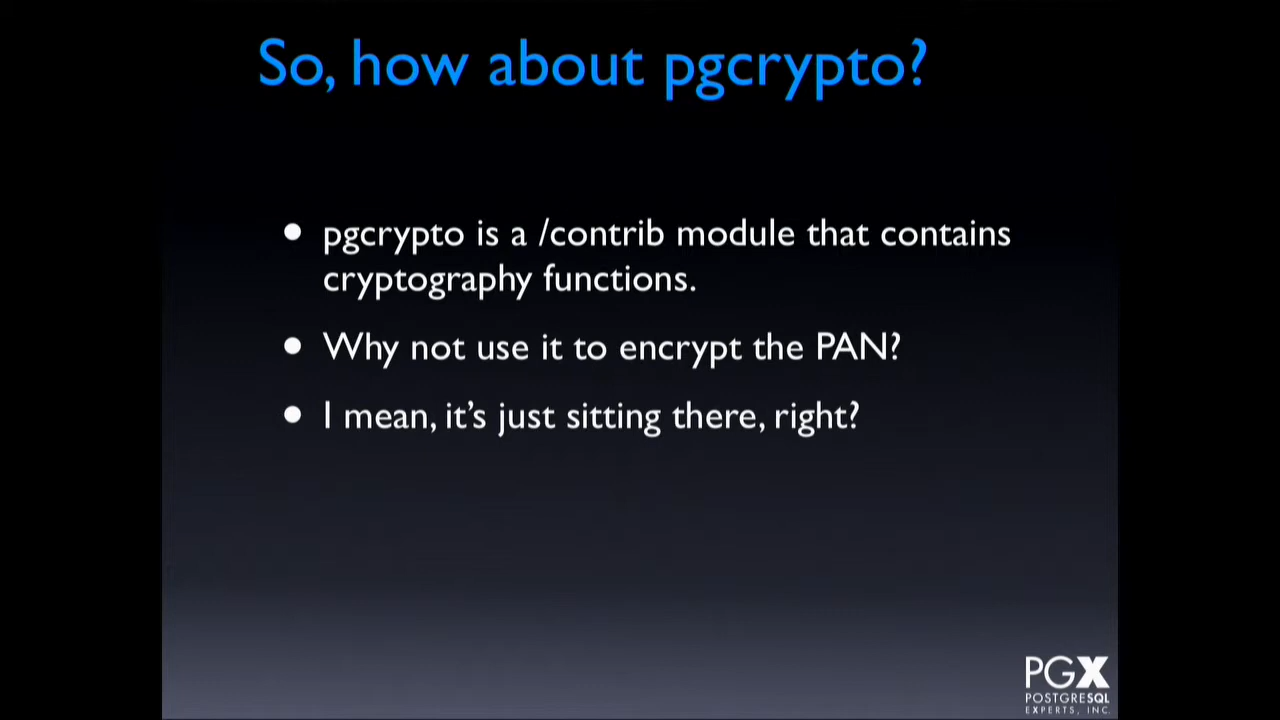 So, how about pgcrypto?
• pgcrypto is a /contrib module that contains
cryptography functions.
• Why not use it to encrypt the PAN?
• I mean, it’s just sitting there, right?
PGX
POSTGRESQL
EXPERTS, INC.